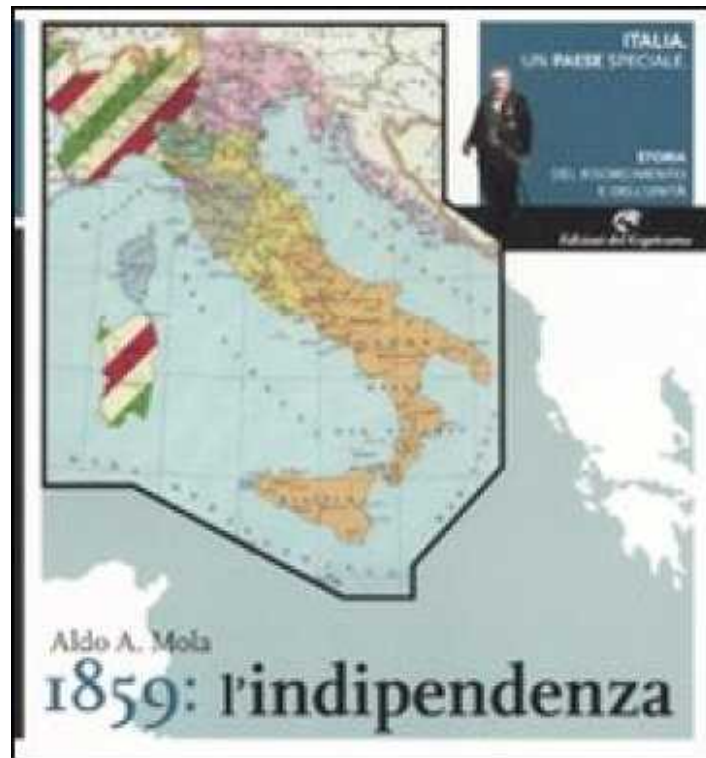 ITALIA.
UN PAESE SPECIALE
STORIA
DEL RISORGIMENTO
E DELL'UNITÀ
Edizioni del Capricorno
Aldo A. Mola
1859: l'indipendenza